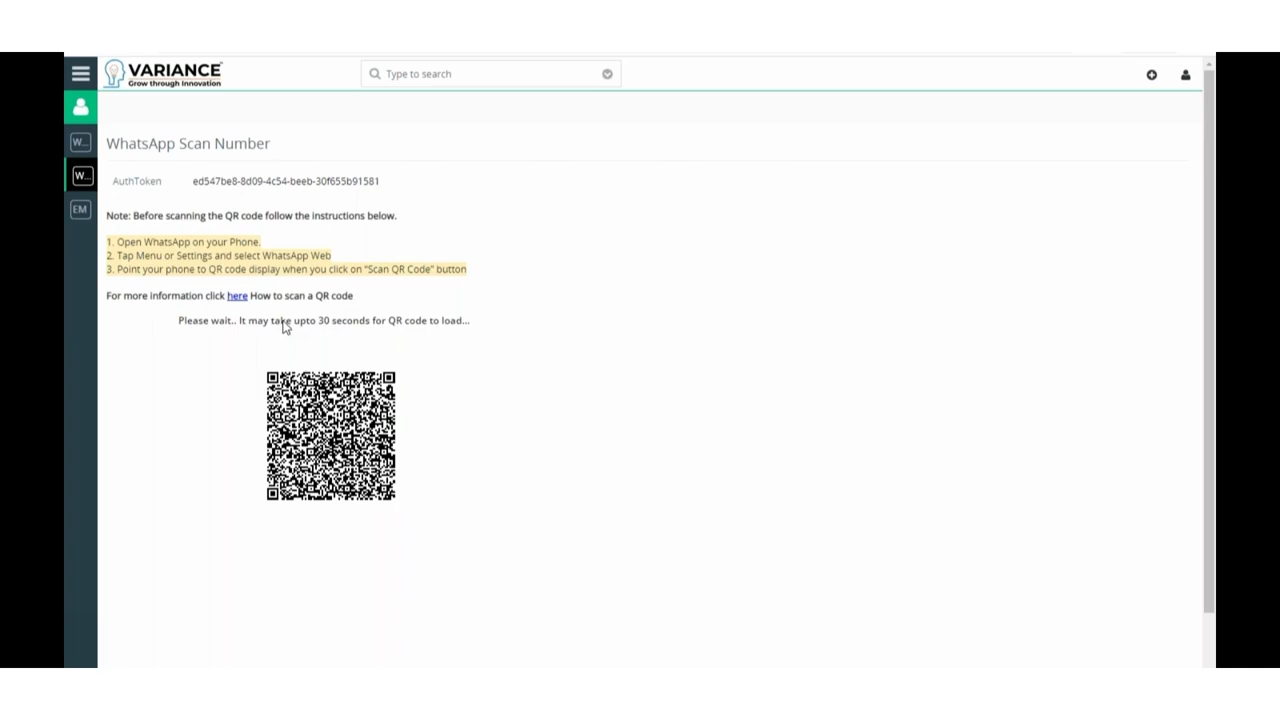 VARIANCE
Grow through Innovation
Type to search
W...
W...
EM
WhatsApp Scan Number
AuthToken ed547be8-8d09-4c54-beeb-30f655b91581
Note: Before scanning the QR code follow the instructions below.
1. Open WhatsApp on your Phone.
2. Tap Menu or Settings and select WhatsApp Web
3. Point your phone to QR code display when you click on "Scan QR Code" button
For more information click here How to scan a QR code
Please wait.. It may take upto 30 seconds for QR code to load...